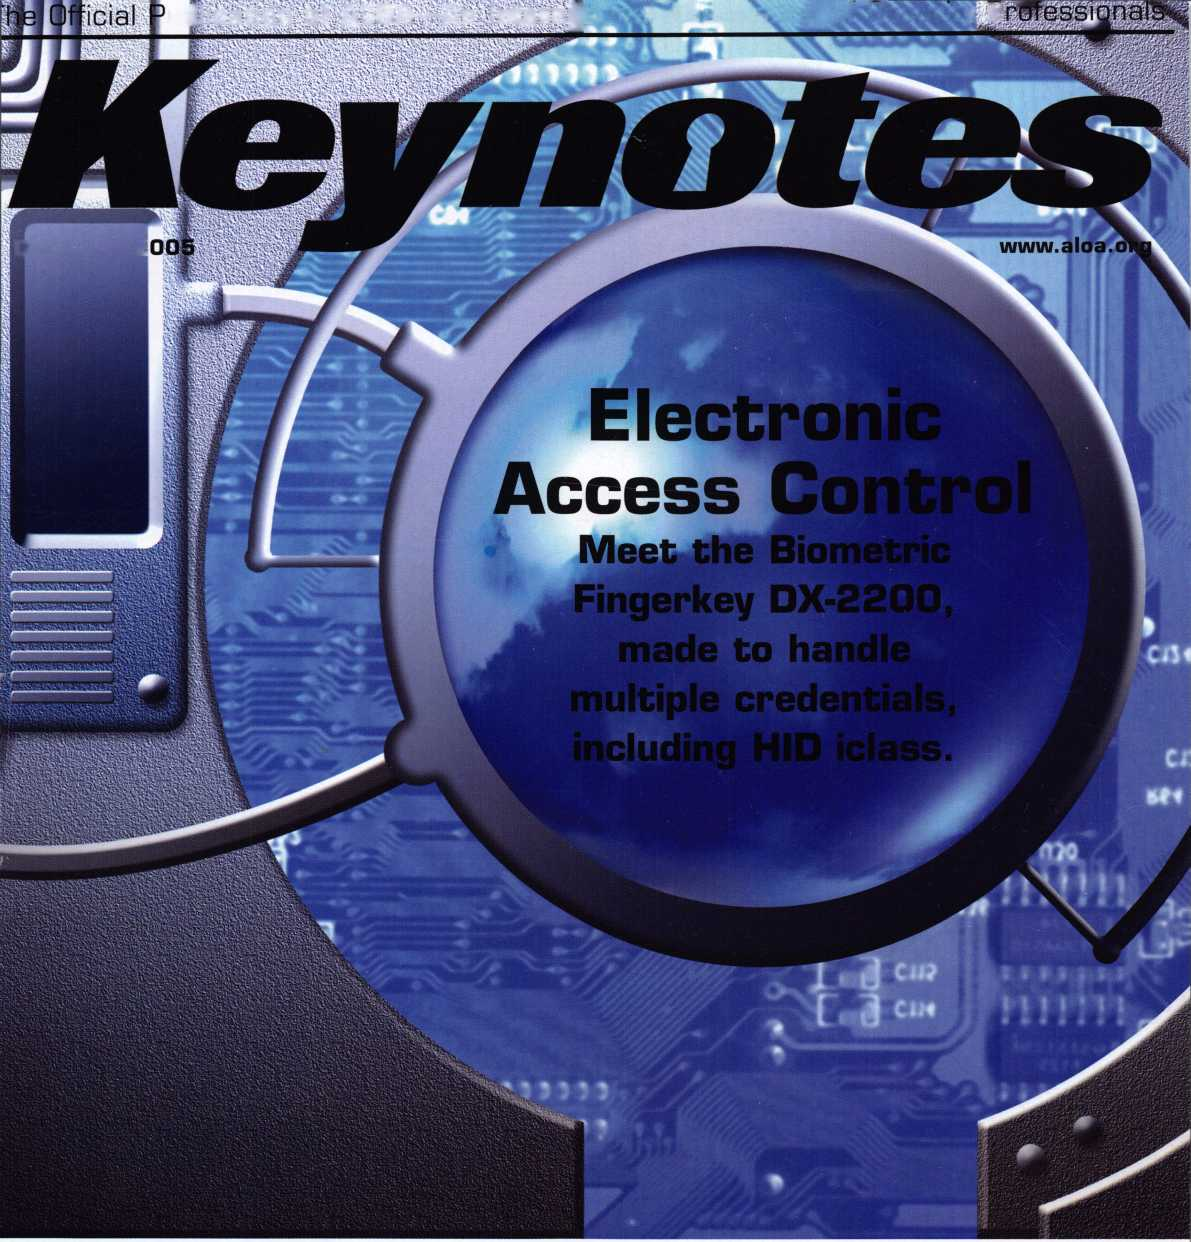 The Official P
rofessionals
Keynotes
005
www.aloa.org
Electronic
Access Control
Meet the Biometric
Fingerkey DX-2200,
made to handle
multiple credentials,
including HID iclass.